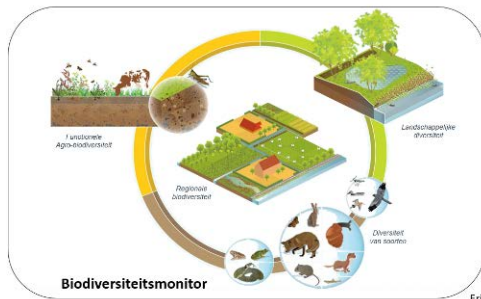 Functionele
Agro-biodiversiteit
Landschappelijke
diversiteit
Regionale
biodiversiteit
Diversiteit
van soorten
Biodiversiteitsmonitor